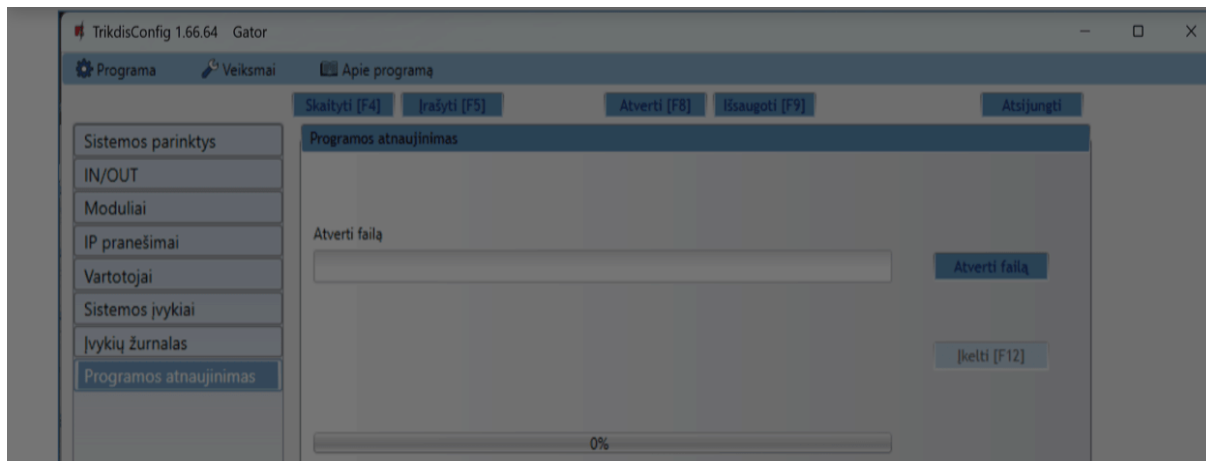 TrikdisConfig 1.66.64 Gator
Programa Veiksmai Apie programą
Skaityti [F4] Įrašyti [F5] Atverti [F8] Išsaugoti [F9] Atsijungti
Sistemos parinktys
Programos atnaujinimas
IN/OUT
Moduliai
IP pranešimai
Atverti failą
Vartotojai
Atverti failą
Sistemos įvykiai
Įvykių žurnalas
Įkelti [F12]
Programos atnaujinimas
0%